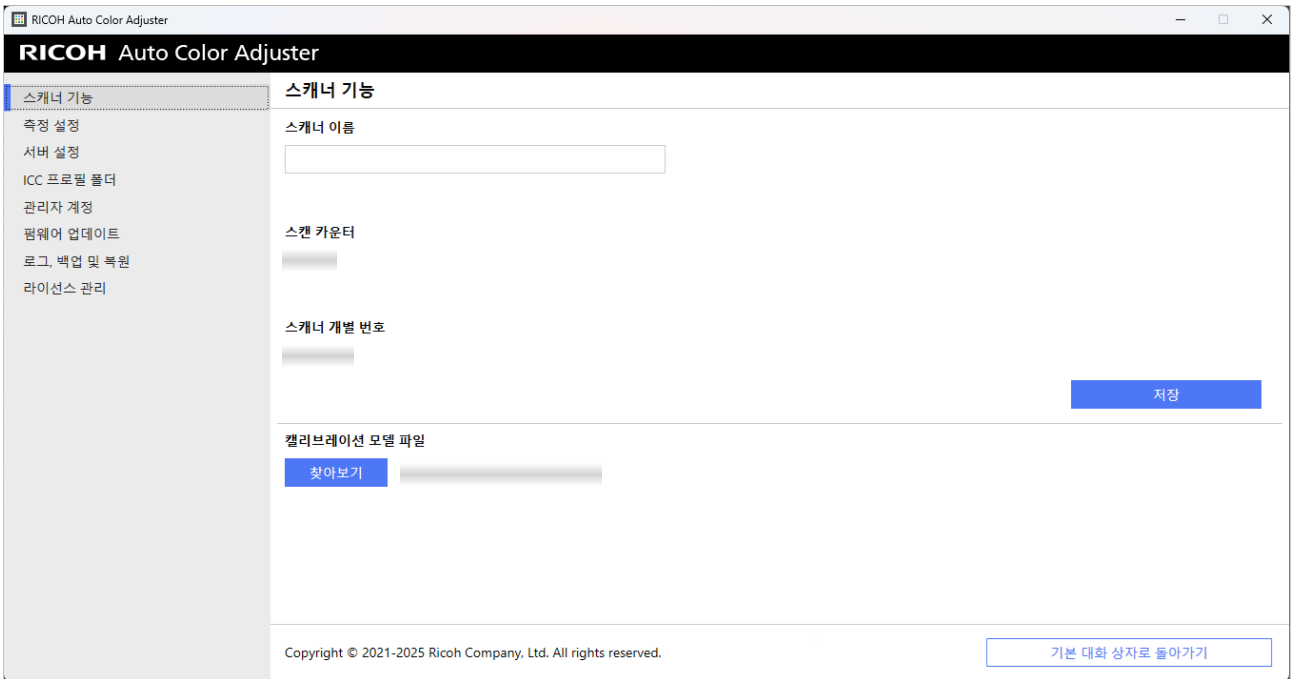 RICOH Auto Color Adjuster
RICOH Auto Color Adjuster
스캐너 기능
측정 설정
서버 설정
ICC 프로필 폴더
관리자 계정
펌웨어 업데이트
로그, 백업 및 복원
라이선스 관리
스캐너 기능
스캐너 이름
스캔 카운터
스캐너 개별 번호
저장
캘리브레이션 모델 파일
찾아보기
Copyright © 2021-2025 Ricoh Company, Ltd. All rights reserved.
기본 대화 상자로 돌아가기